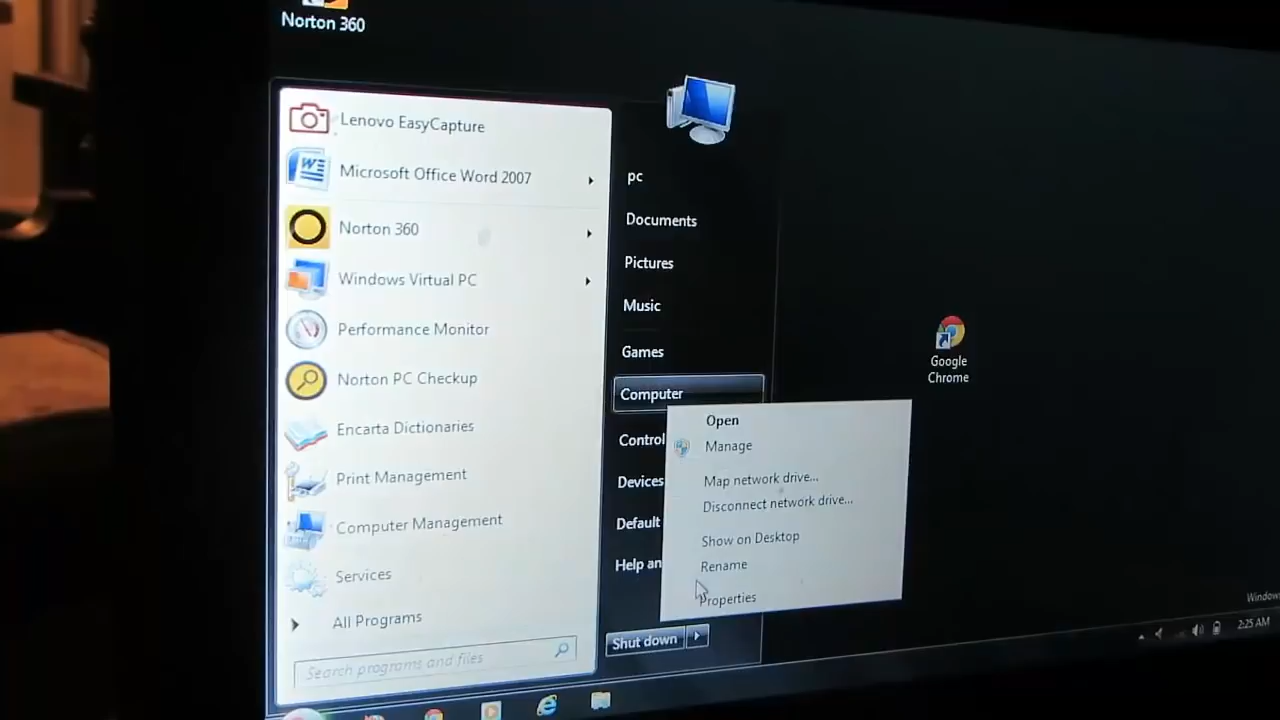 Norton 360
Lenovo EasyCapture
Microsoft Office Word 2007
Norton 360
Windows Virtual PC
Performance Monitor
Norton PC Checkup
Encarta Dictionaries
Print Management
Computer Management
Services
All Programs
Search programs and files
pc
Documents
Pictures
Music
Games
Computer
Control
Devices
Default
Help an
Shut down
Open
Manage
Map network drive...
Disconnect network drive...
Show on Desktop
Rename
Properties
Google
Chrome
Windows
2:25 AM